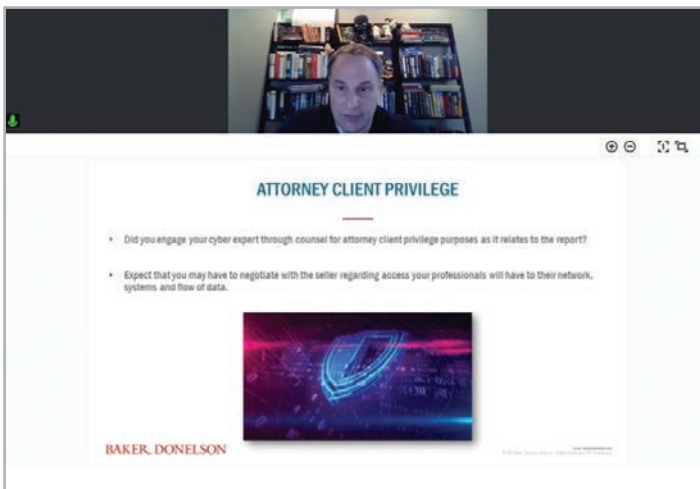 ATTORNEY CLIENT PRIVILEGE
• Did you engage your cyber expert through counsel for attorney client privilege purposes as it relates to the report?
• Expect that you may have to negotiate with the seller regarding access your professionals will have to their network,
systems and flow of data.
BAKER DONELSON